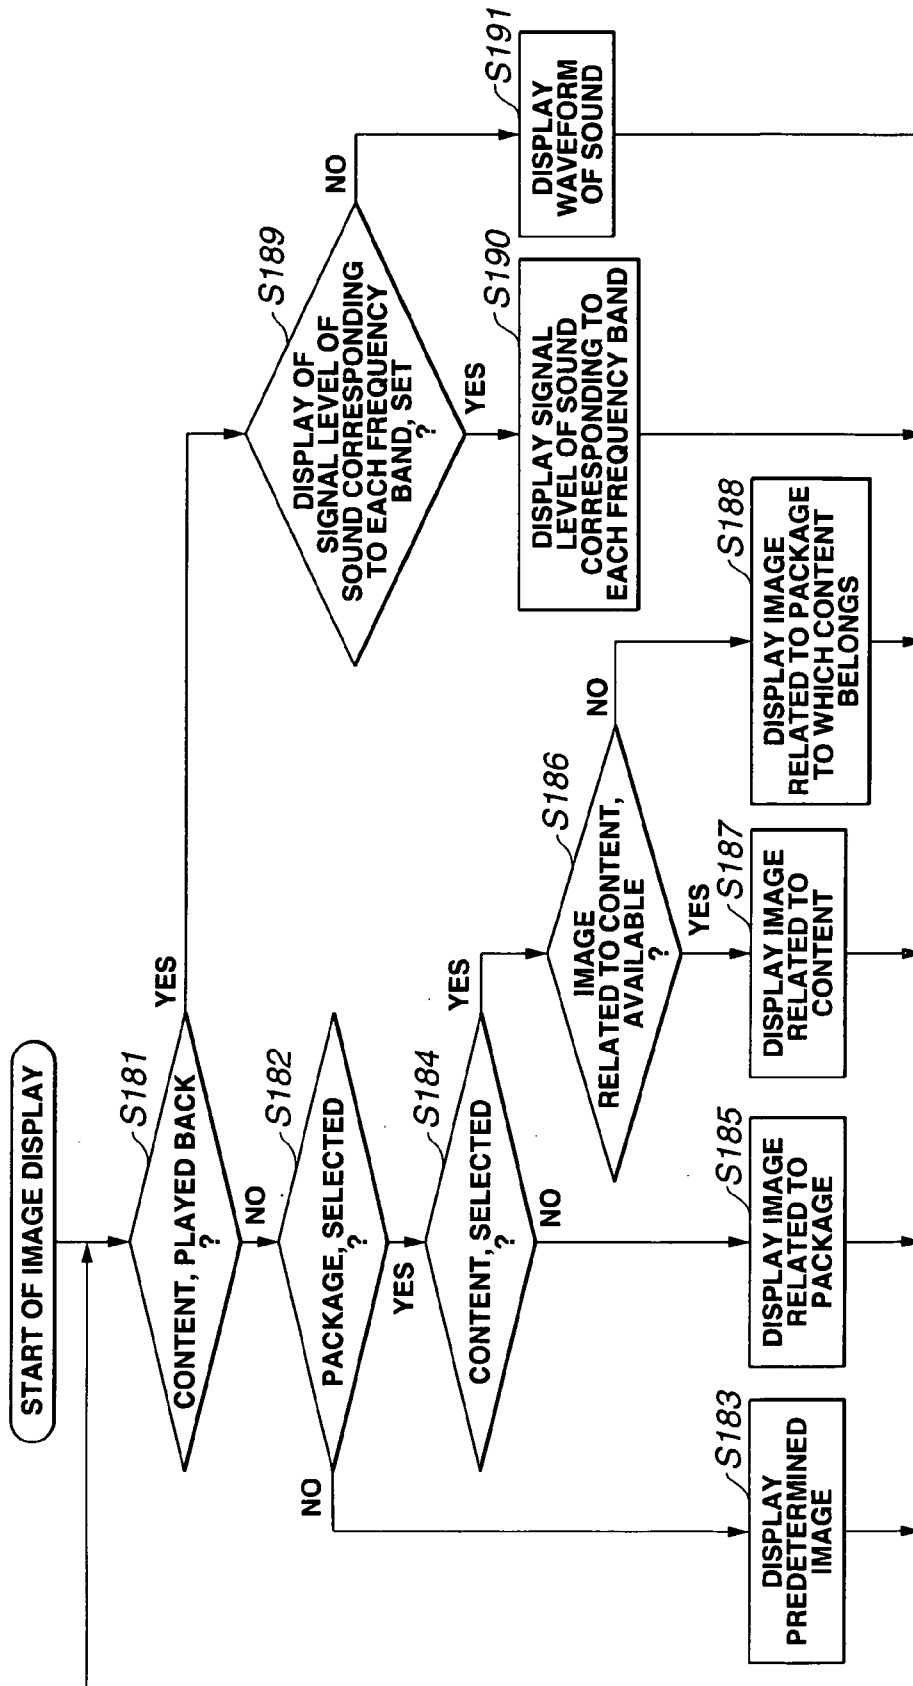 START OF IMAGE DISPLAY
S181
CONTENT, PLAYED BACK
?
YES
NO
S182
PACKAGE, SELECTED
?
NO
YES
S184
CONTENT, SELECTED
?
YES
NO
S189
DISPLAY OF
SIGNAL LEVEL OF
SOUND CORRESPONDING
TO EACH FREQUENCY
BAND, SET
?
NO
YES
S186
IMAGE
RELATED TO CONTENT,
AVAILABLE
?
NO
YES
S183
DISPLAY
PREDETERMINED
IMAGE
S185
DISPLAY IMAGE
RELATED TO
PACKAGE
S187
DISPLAY IMAGE
RELATED TO
CONTENT
S188
DISPLAY IMAGE
RELATED TO PACKAGE
TO WHICH CONTENT
BELONGS
S190
DISPLAY SIGNAL
LEVEL OF SOUND
CORRESPONDING TO
EACH FREQUENCY BAND
S191
DISPLAY
WAVEFORM
OF SOUND